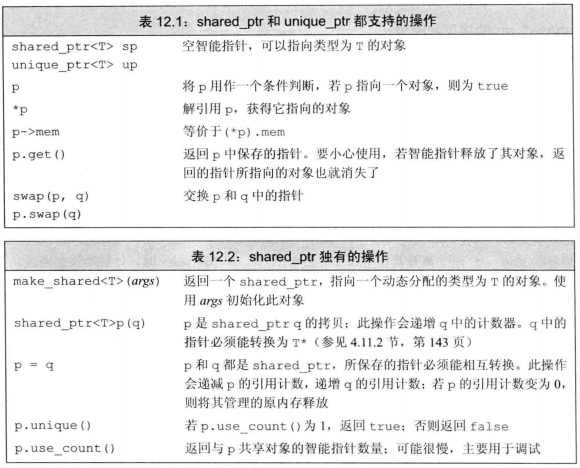 表 12.1：shared_ptr 和 unique_ptr 都支持的操作
shared_ptr<T> sp 空智能指针，可以指向类型为 T 的对象
unique_ptr<T> up
p 将 p 用作一个条件判断，若 p 指向一个对象，则为 true
*p 解引用 p，获得它指向的对象
p->mem 等价于(*p).mem
p.get() 返回 p 中保存的指针。要小心使用，若智能指针释放了其对象，返
回的指针所指向的对象也就消失了
swap(p, q) 交换 p 和 q 中的指针
p.swap(q)
表 12.2：shared_ptr 独有的操作
make_shared<T>(args) 返回一个 shared_ptr，指向一个动态分配的类型为 T 的对象。使
用 args 初始化此对象
shared_ptr<T>p(q) p 是 shared_ptr q 的拷贝；此操作会递增 q 中的计数器。q 中的
指针必须能转换为 T*（参见 4.11.2 节，第 143 页）
p = q p 和 q 都是 shared_ptr，所保存的指针必须能相互转换。此操作
会递减 p 的引用计数，递增 q 的引用计数；若 p 的引用计数变为 0，
则将其管理的原内存释放
p.unique() 若 p.use_count()为 1，返回 true；否则返回 false
p.use_count() 返回与 p 共享对象的智能指针数量；可能很慢，主要用于调试